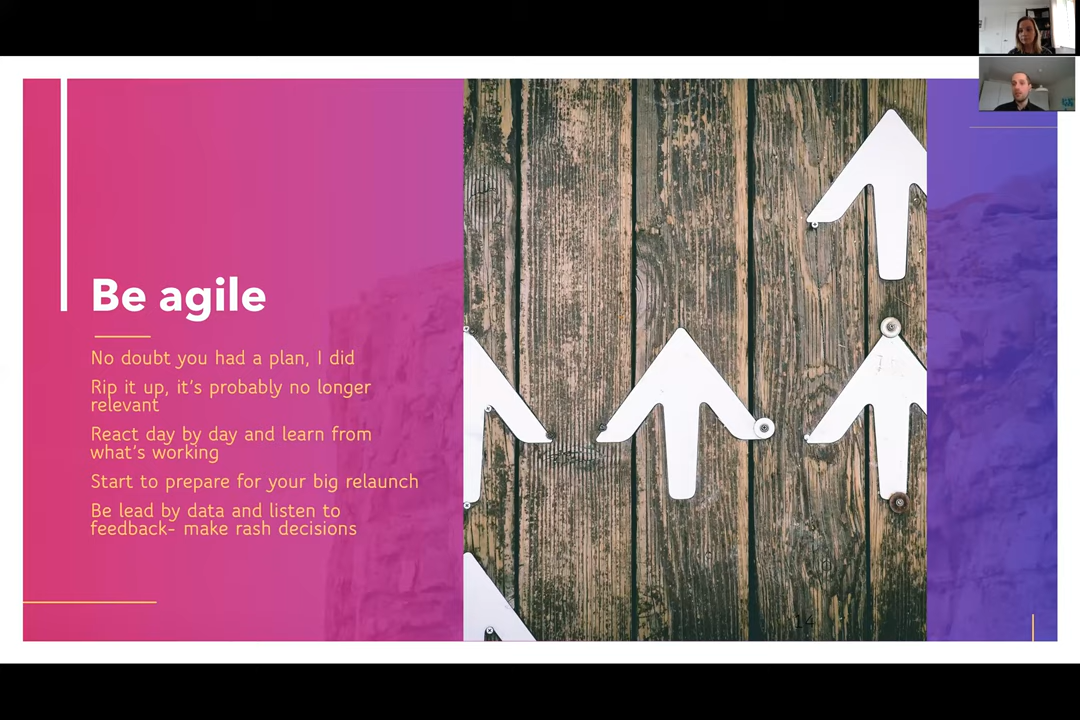 Be agile
No doubt you had a plan, I did
Rip it up, it's probably no longer
relevant
React day by day and learn from
what's working
Start to prepare for your big relaunch
Be lead by data and listen to
feedback- make rash decisions
14